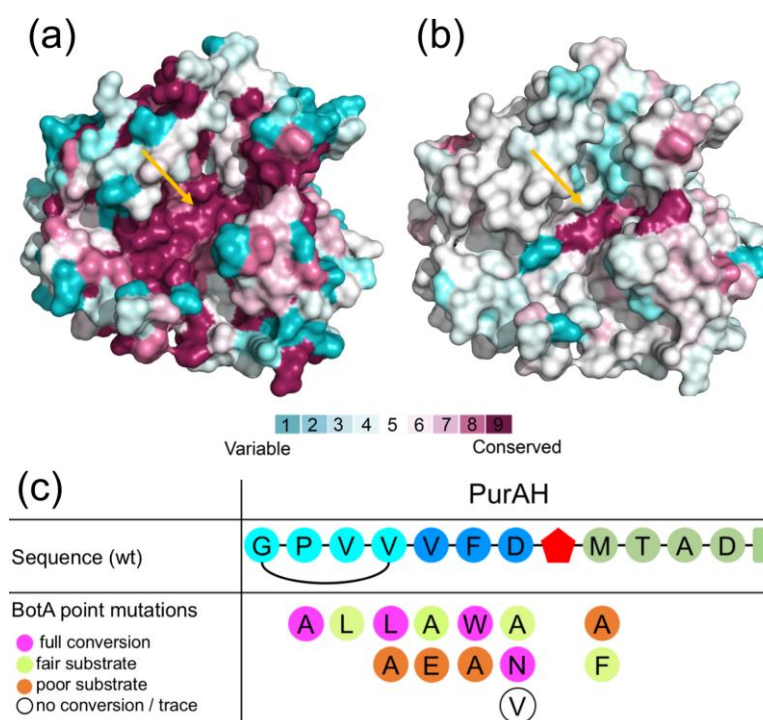 (a) (b)
1 2 3 4 5 6 7 8 9
Variable Conserved
(c) PurAH
Sequence (wt) G P V V V F D M T A D
BotA point mutations
full conversion A L L A W A A
fair substrate
poor substrate A E A N F
no conversion / trace V